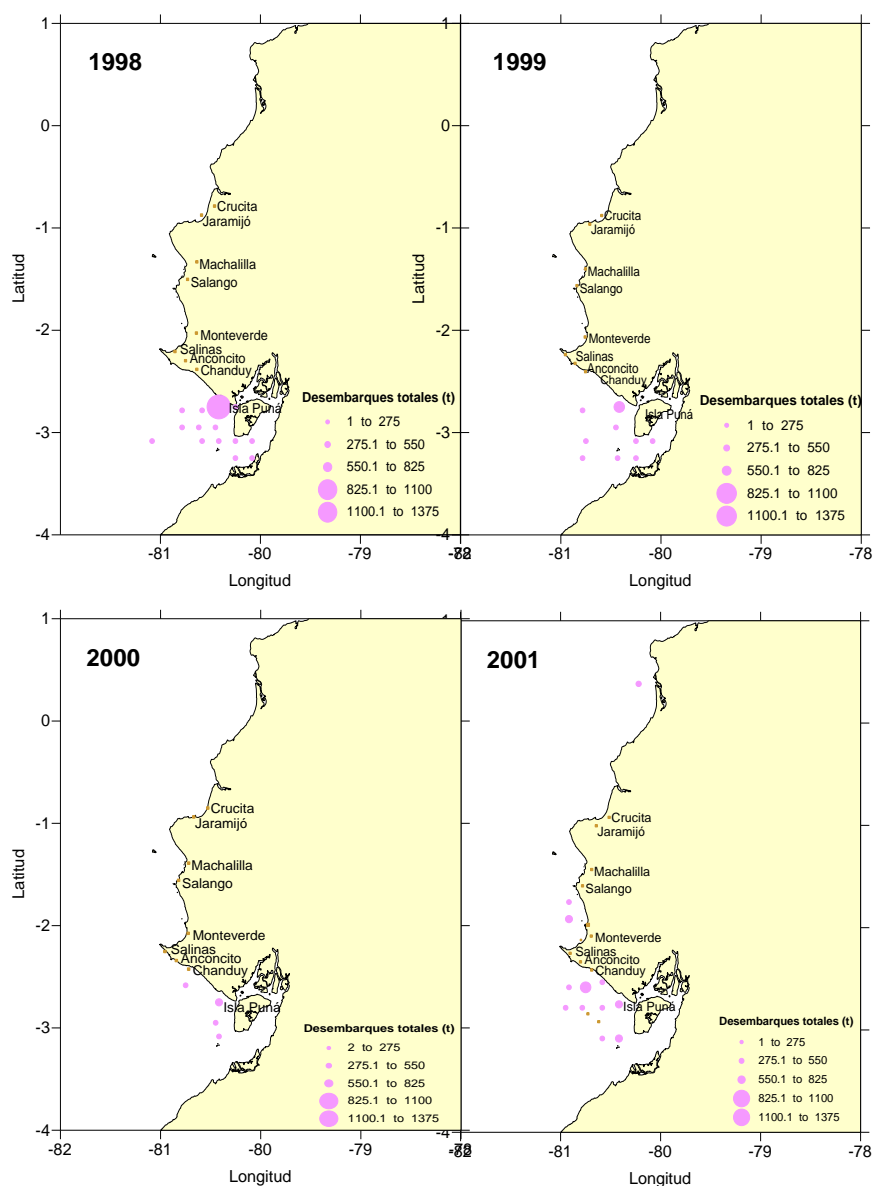 1998
Latitud
1
0
-1
-2
-3
-4
Crucita
Jaramijó
Machalilla
Salango
Monteverde
Salinas
Anconcito
Chanduy
Isla Puná
Desembarques totales (t)
1 to 275
275.1 to 550
550.1 to 825
825.1 to 1100
1100.1 to 1375
-81
-80
-79
Longitud
1999
Latitud
Crucita
Jaramijó
Machalilla
Salango
Monteverde
Salinas
Anconcito
Chanduy
Isla Puná
Desembarques totales (t)
1 to 275
275.1 to 550
550.1 to 825
825.1 to 1100
1100.1 to 1375
-81
-80
-79
-78
Longitud
2000
Latitud
1
0
-1
-2
-3
-4
Crucita
Jaramijó
Machalilla
Salango
Monteverde
Salinas
Anconcito
Chanduy
Isla Puná
Desembarques totales (t)
2 to 275
275.1 to 550
550.1 to 825
825.1 to 1100
1100.1 to 1375
-82
-81
-80
-79
Longitud
2001
Crucita
Jaramijó
Machalilla
Salango
Monteverde
Salinas
Anconcito
Chanduy
Isla Puná
Desembarques totales (t)
1 to 275
275.1 to 550
550.1 to 825
825.1 to 1100
1100.1 to 1375
-81
-80
-79
-78
Longitud